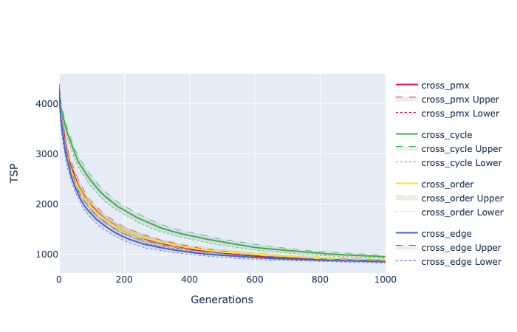 4000
3000
2000
1000
TSP
0
200
400
600
800
1000
Generations
cross_pmx
cross_pmx Upper
cross_pmx Lower
cross_cycle
cross_cycle Upper
cross_cycle Lower
cross_order
cross_order Upper
cross_order Lower
cross_edge
cross_edge Upper
cross_edge Lower